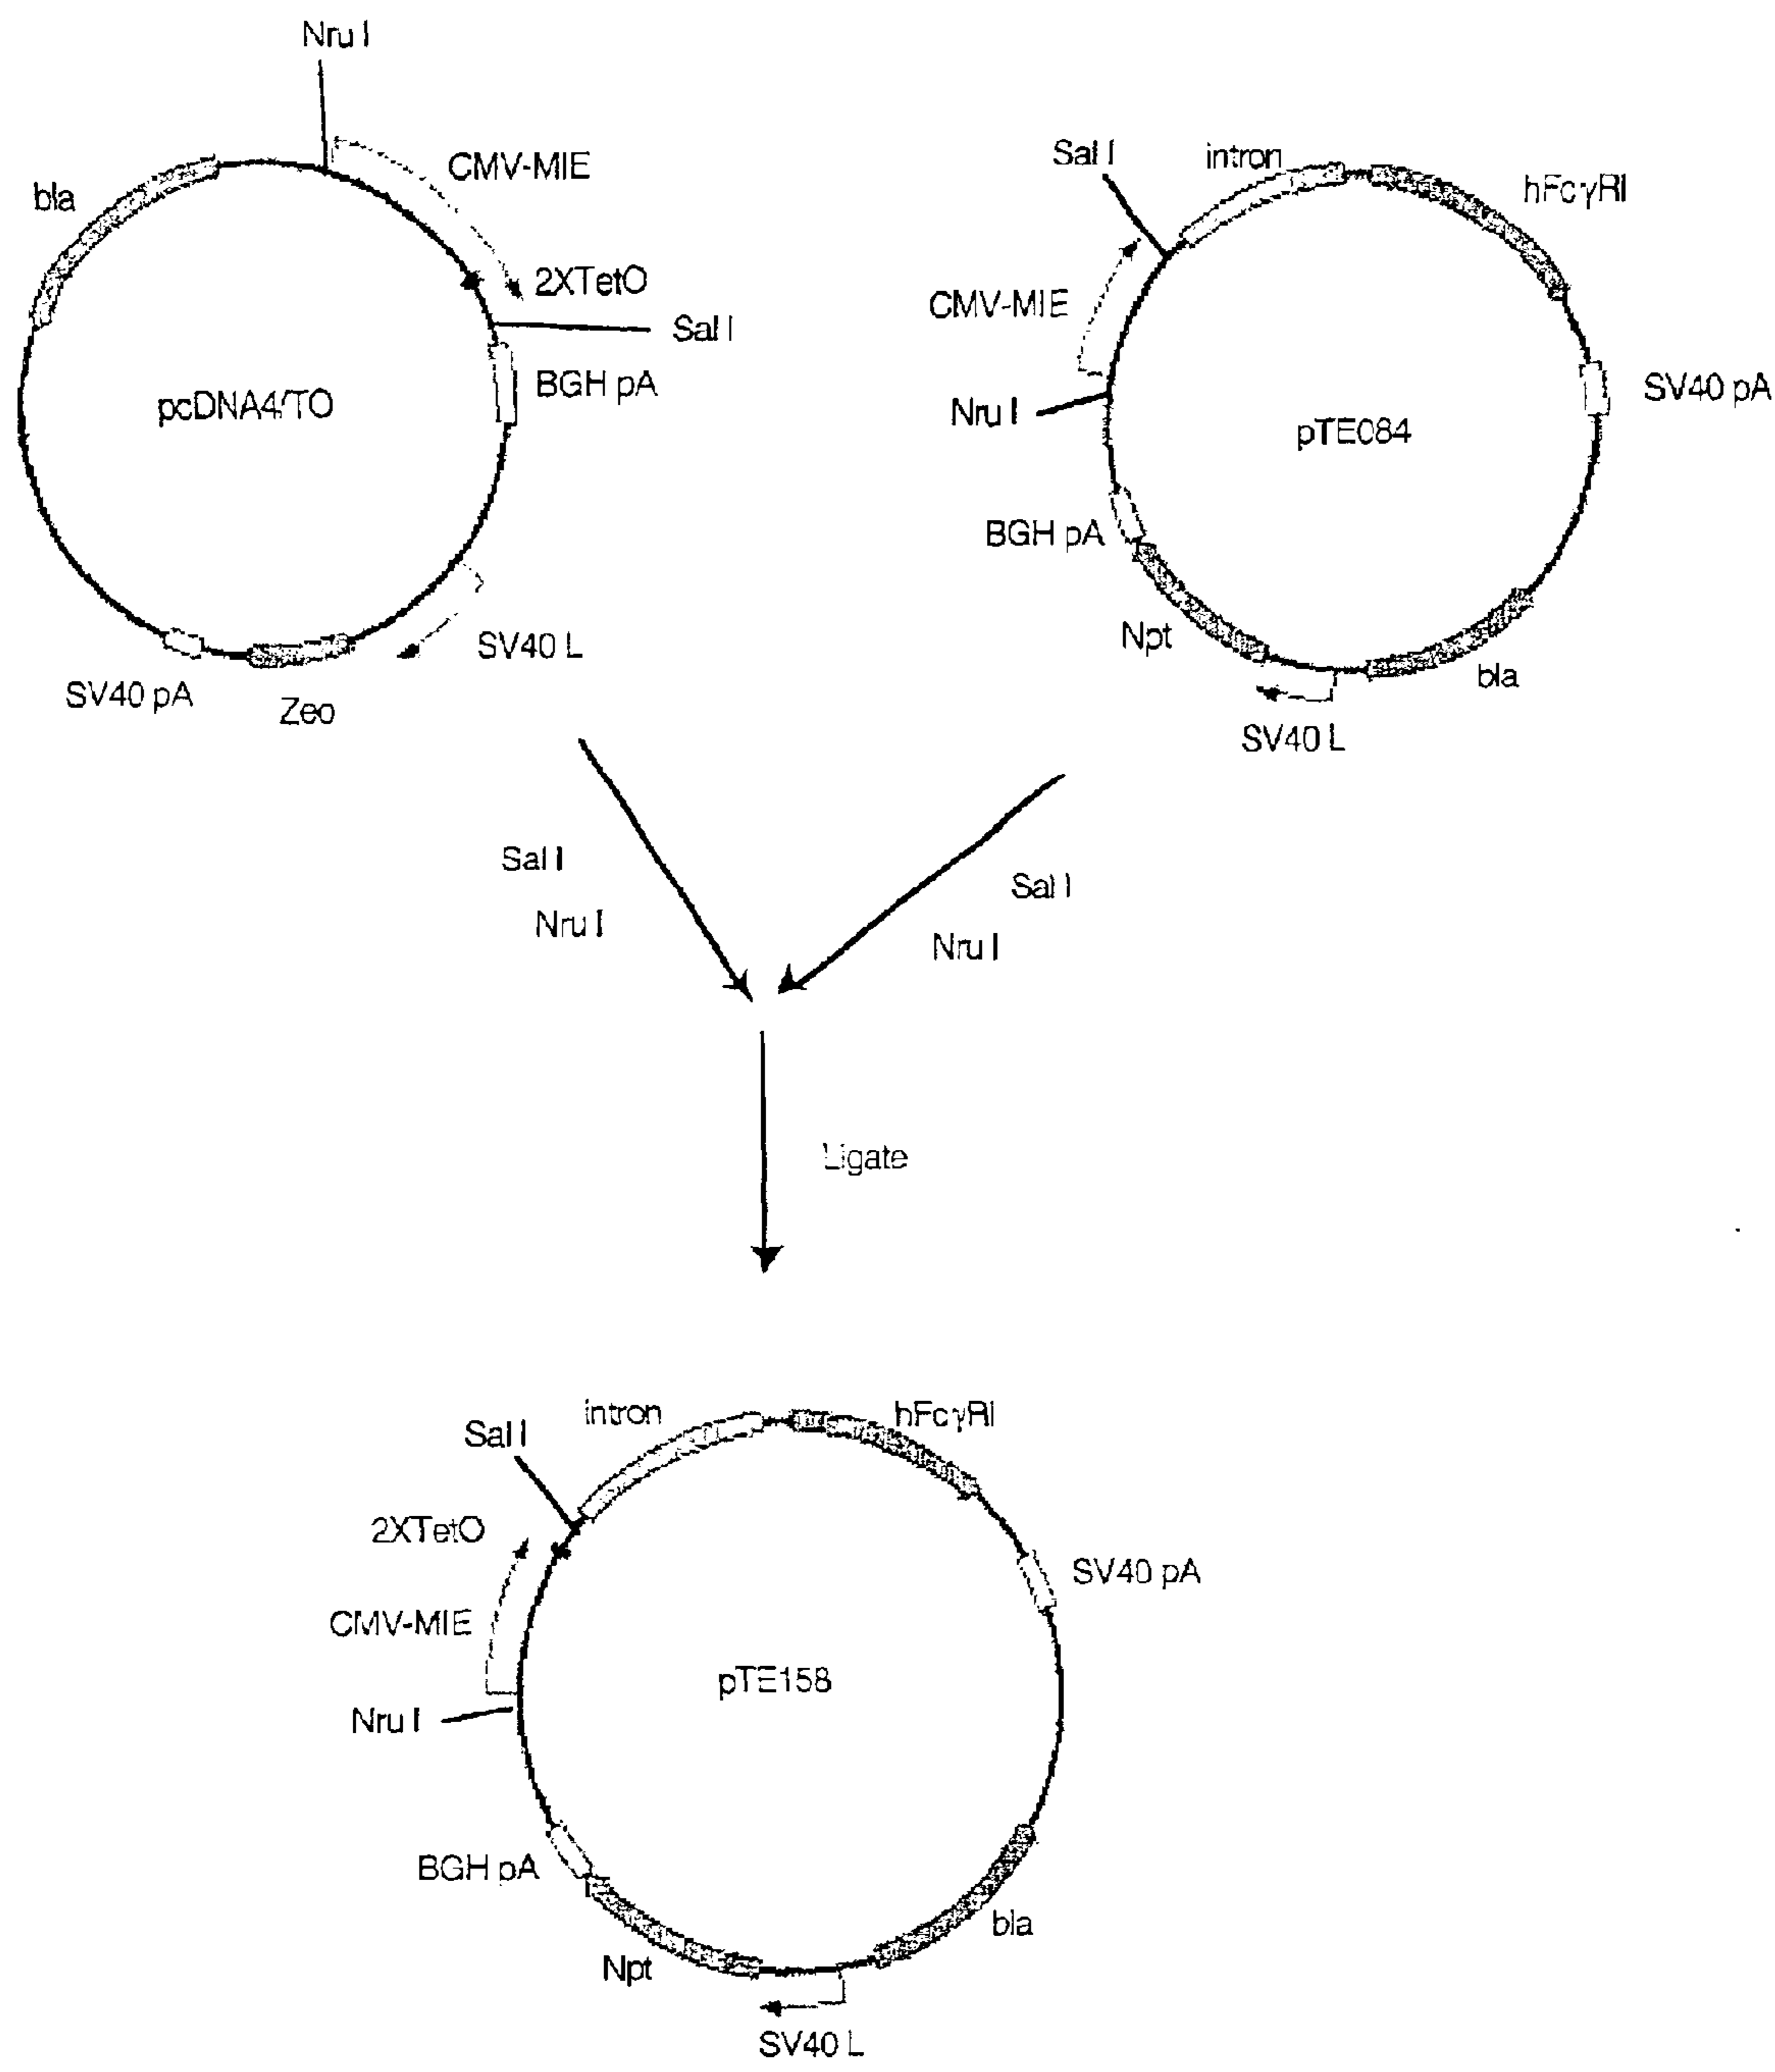 Nru I
CMV-MIE
bla
2XTetO
Sal I
BGH pA
pcDNA4/TO
SV40 L
SV40 pA
Zeo
Sal I
intron
hFcγRI
CMV-MIE
Nru I
SV40 pA
pTE084
BGH pA
Npt
bla
SV40 L
Sal I
Nru I
Sal I
Nru I
Ligate
intron
hFcγRI
Sal I
2XTetO
SV40 pA
CMV-MIE
pTE158
Nru I
BGH pA
bla
Npt
SV40 L